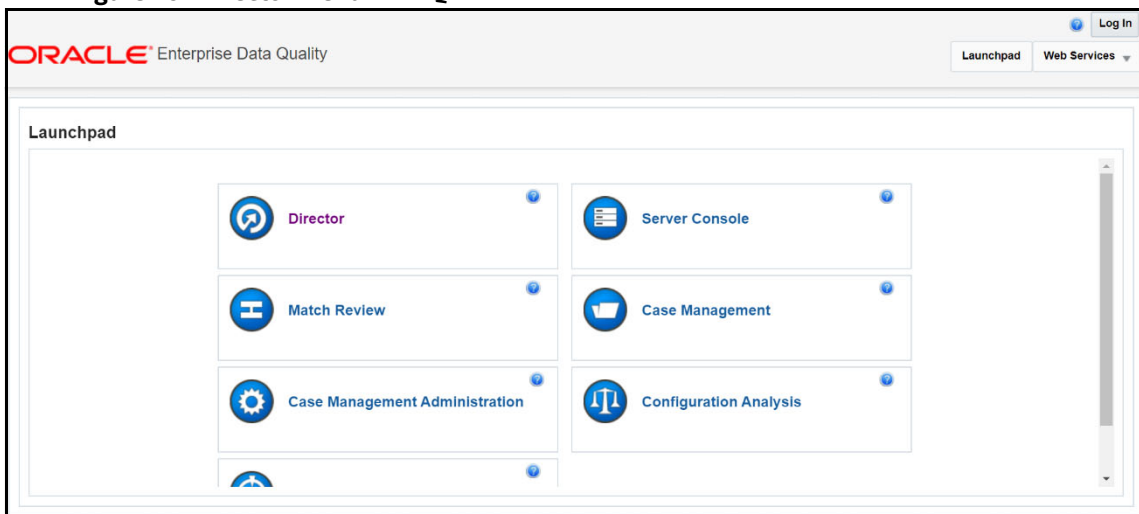 Log In
ORACLE Enterprise Data Quality
Launchpad Web Services
Launchpad
Director Server Console
Match Review Case Management
Case Management Administration Configuration Analysis